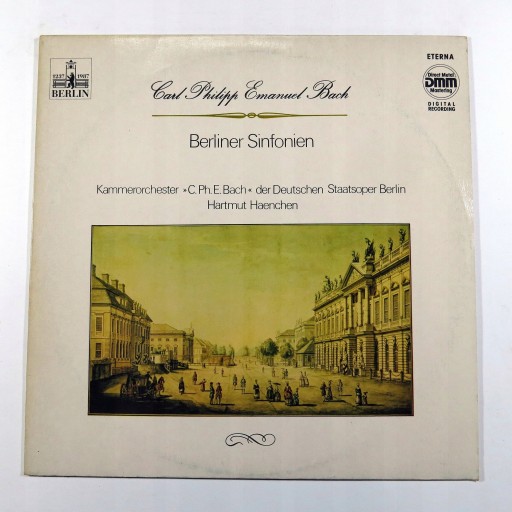 1237 1987
BERLIN
ETERNA
Direct Metal
DMM
Mastering
DIGITAL
RECORDING
Carl Philipp Emanuel Bach
Berliner Sinfonien
Kammerorchester »C. Ph. E. Bach« der Deutschen Staatsoper Berlin
Hartmut Haenchen